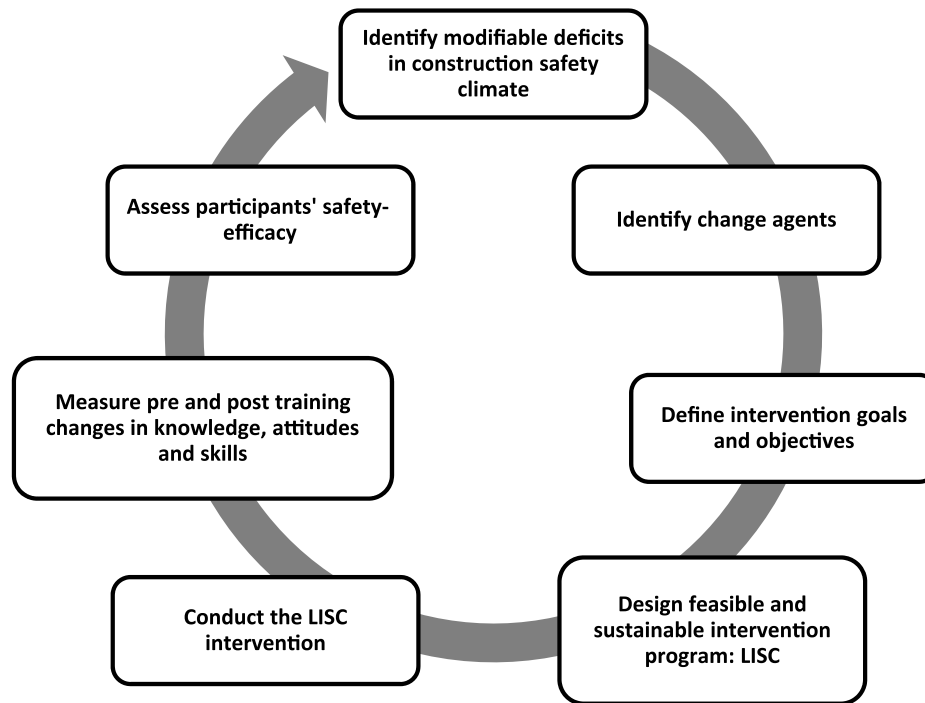 Identify modifiable deficits
in construction safety
climate
Identify change agents
Define intervention goals
and objectives
Design feasible and
sustainable intervention
program: LISC
Conduct the LISC
intervention
Measure pre and post training
changes in knowledge, attitudes
and skills
Assess participants' safety-
efficacy